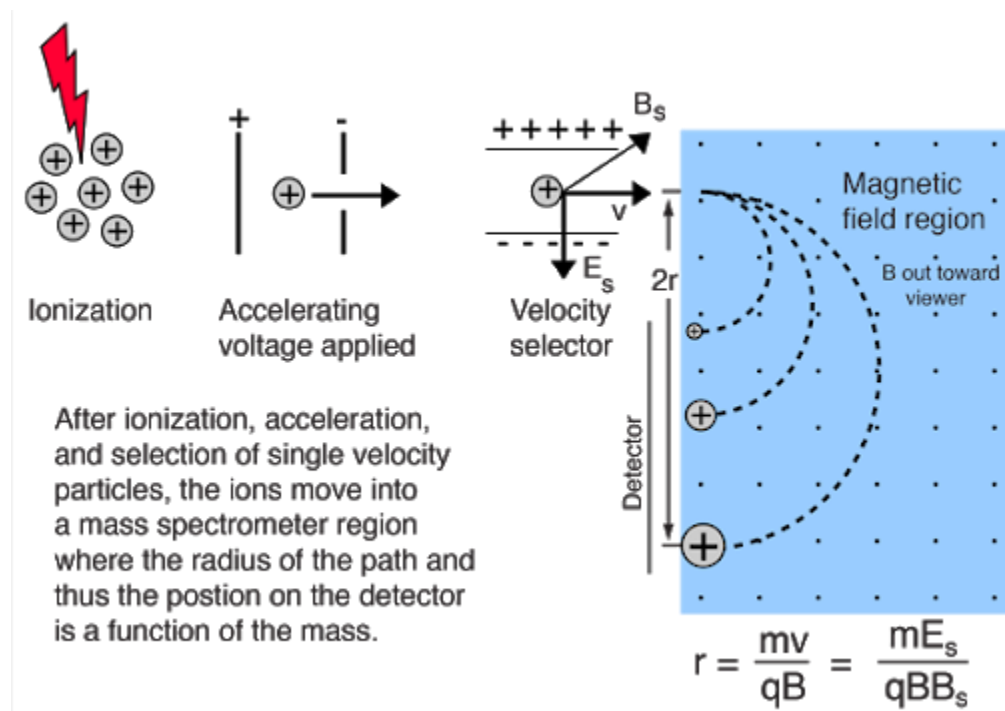 +
-
+++++
-----
B_s
v
E_s
Ionization
Accelerating
voltage applied
Velocity
selector
Magnetic
field region
B out toward
viewer
2r
Detector
After ionization, acceleration,
and selection of single velocity
particles, the ions move into
a mass spectrometer region
where the radius of the path and
thus the postion on the detector
is a function of the mass.
r = mv/qB = mE_s/qBB_s